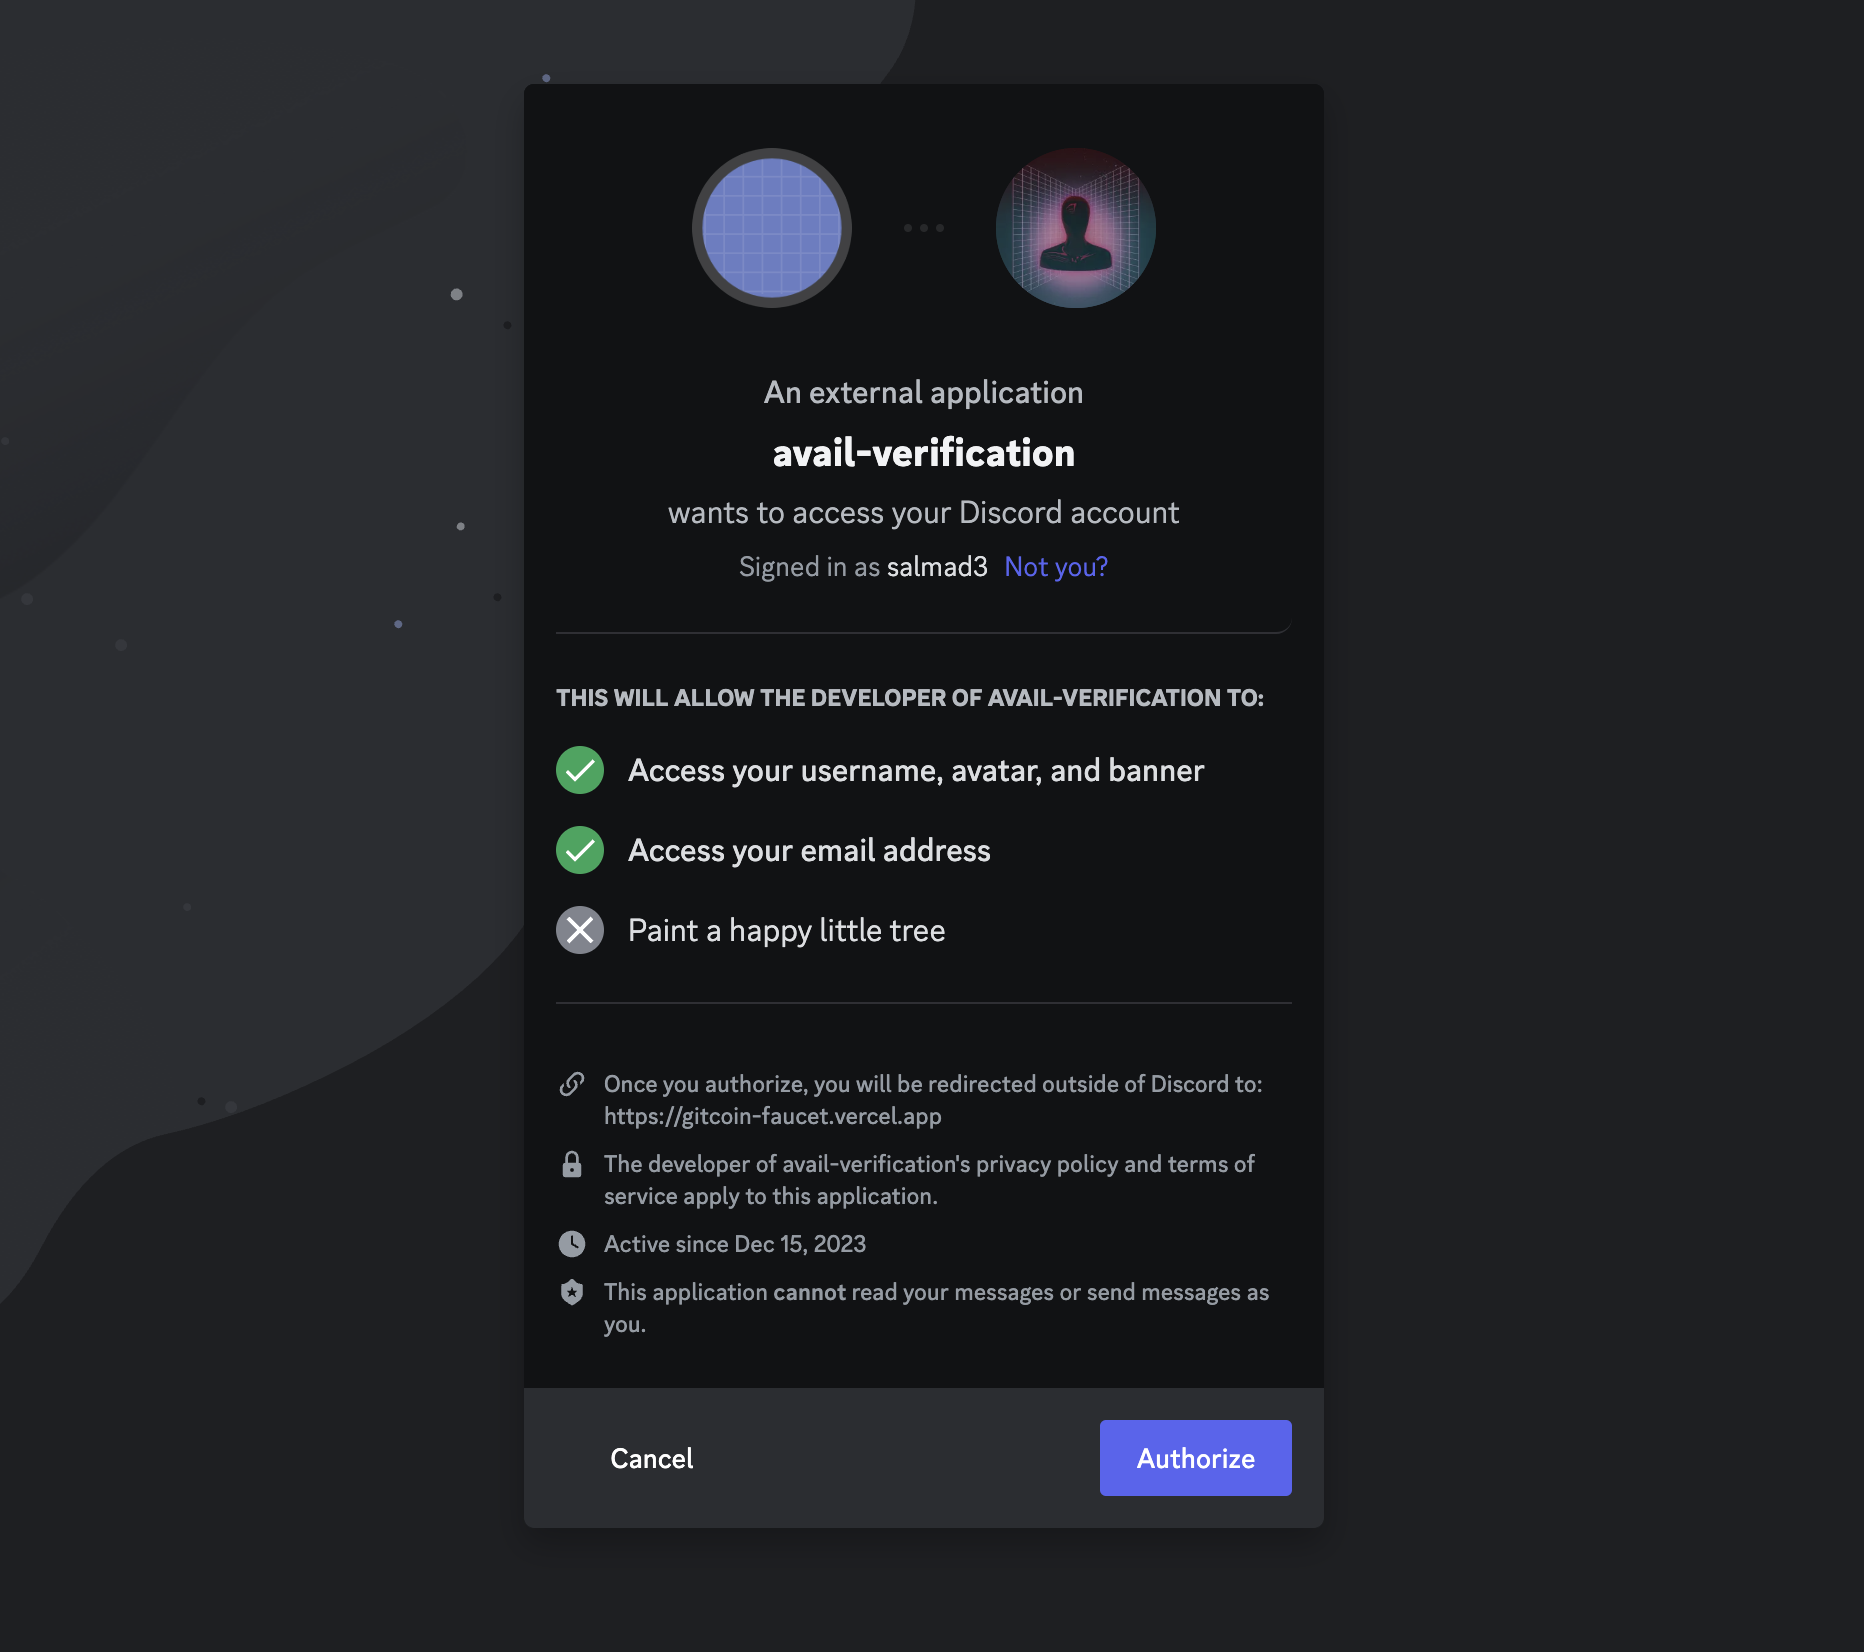 An external application
avail-verification
wants to access your Discord account
Signed in as salmad3 Not you?
THIS WILL ALLOW THE DEVELOPER OF AVAIL-VERIFICATION TO:
Access your username, avatar, and banner
Access your email address
Paint a happy little tree
Once you authorize, you will be redirected outside of Discord to:
https://gitcoin-faucet.vercel.app
The developer of avail-verification's privacy policy and terms of
service apply to this application.
Active since Dec 15, 2023
This application cannot read your messages or send messages as
you.
Cancel
Authorize